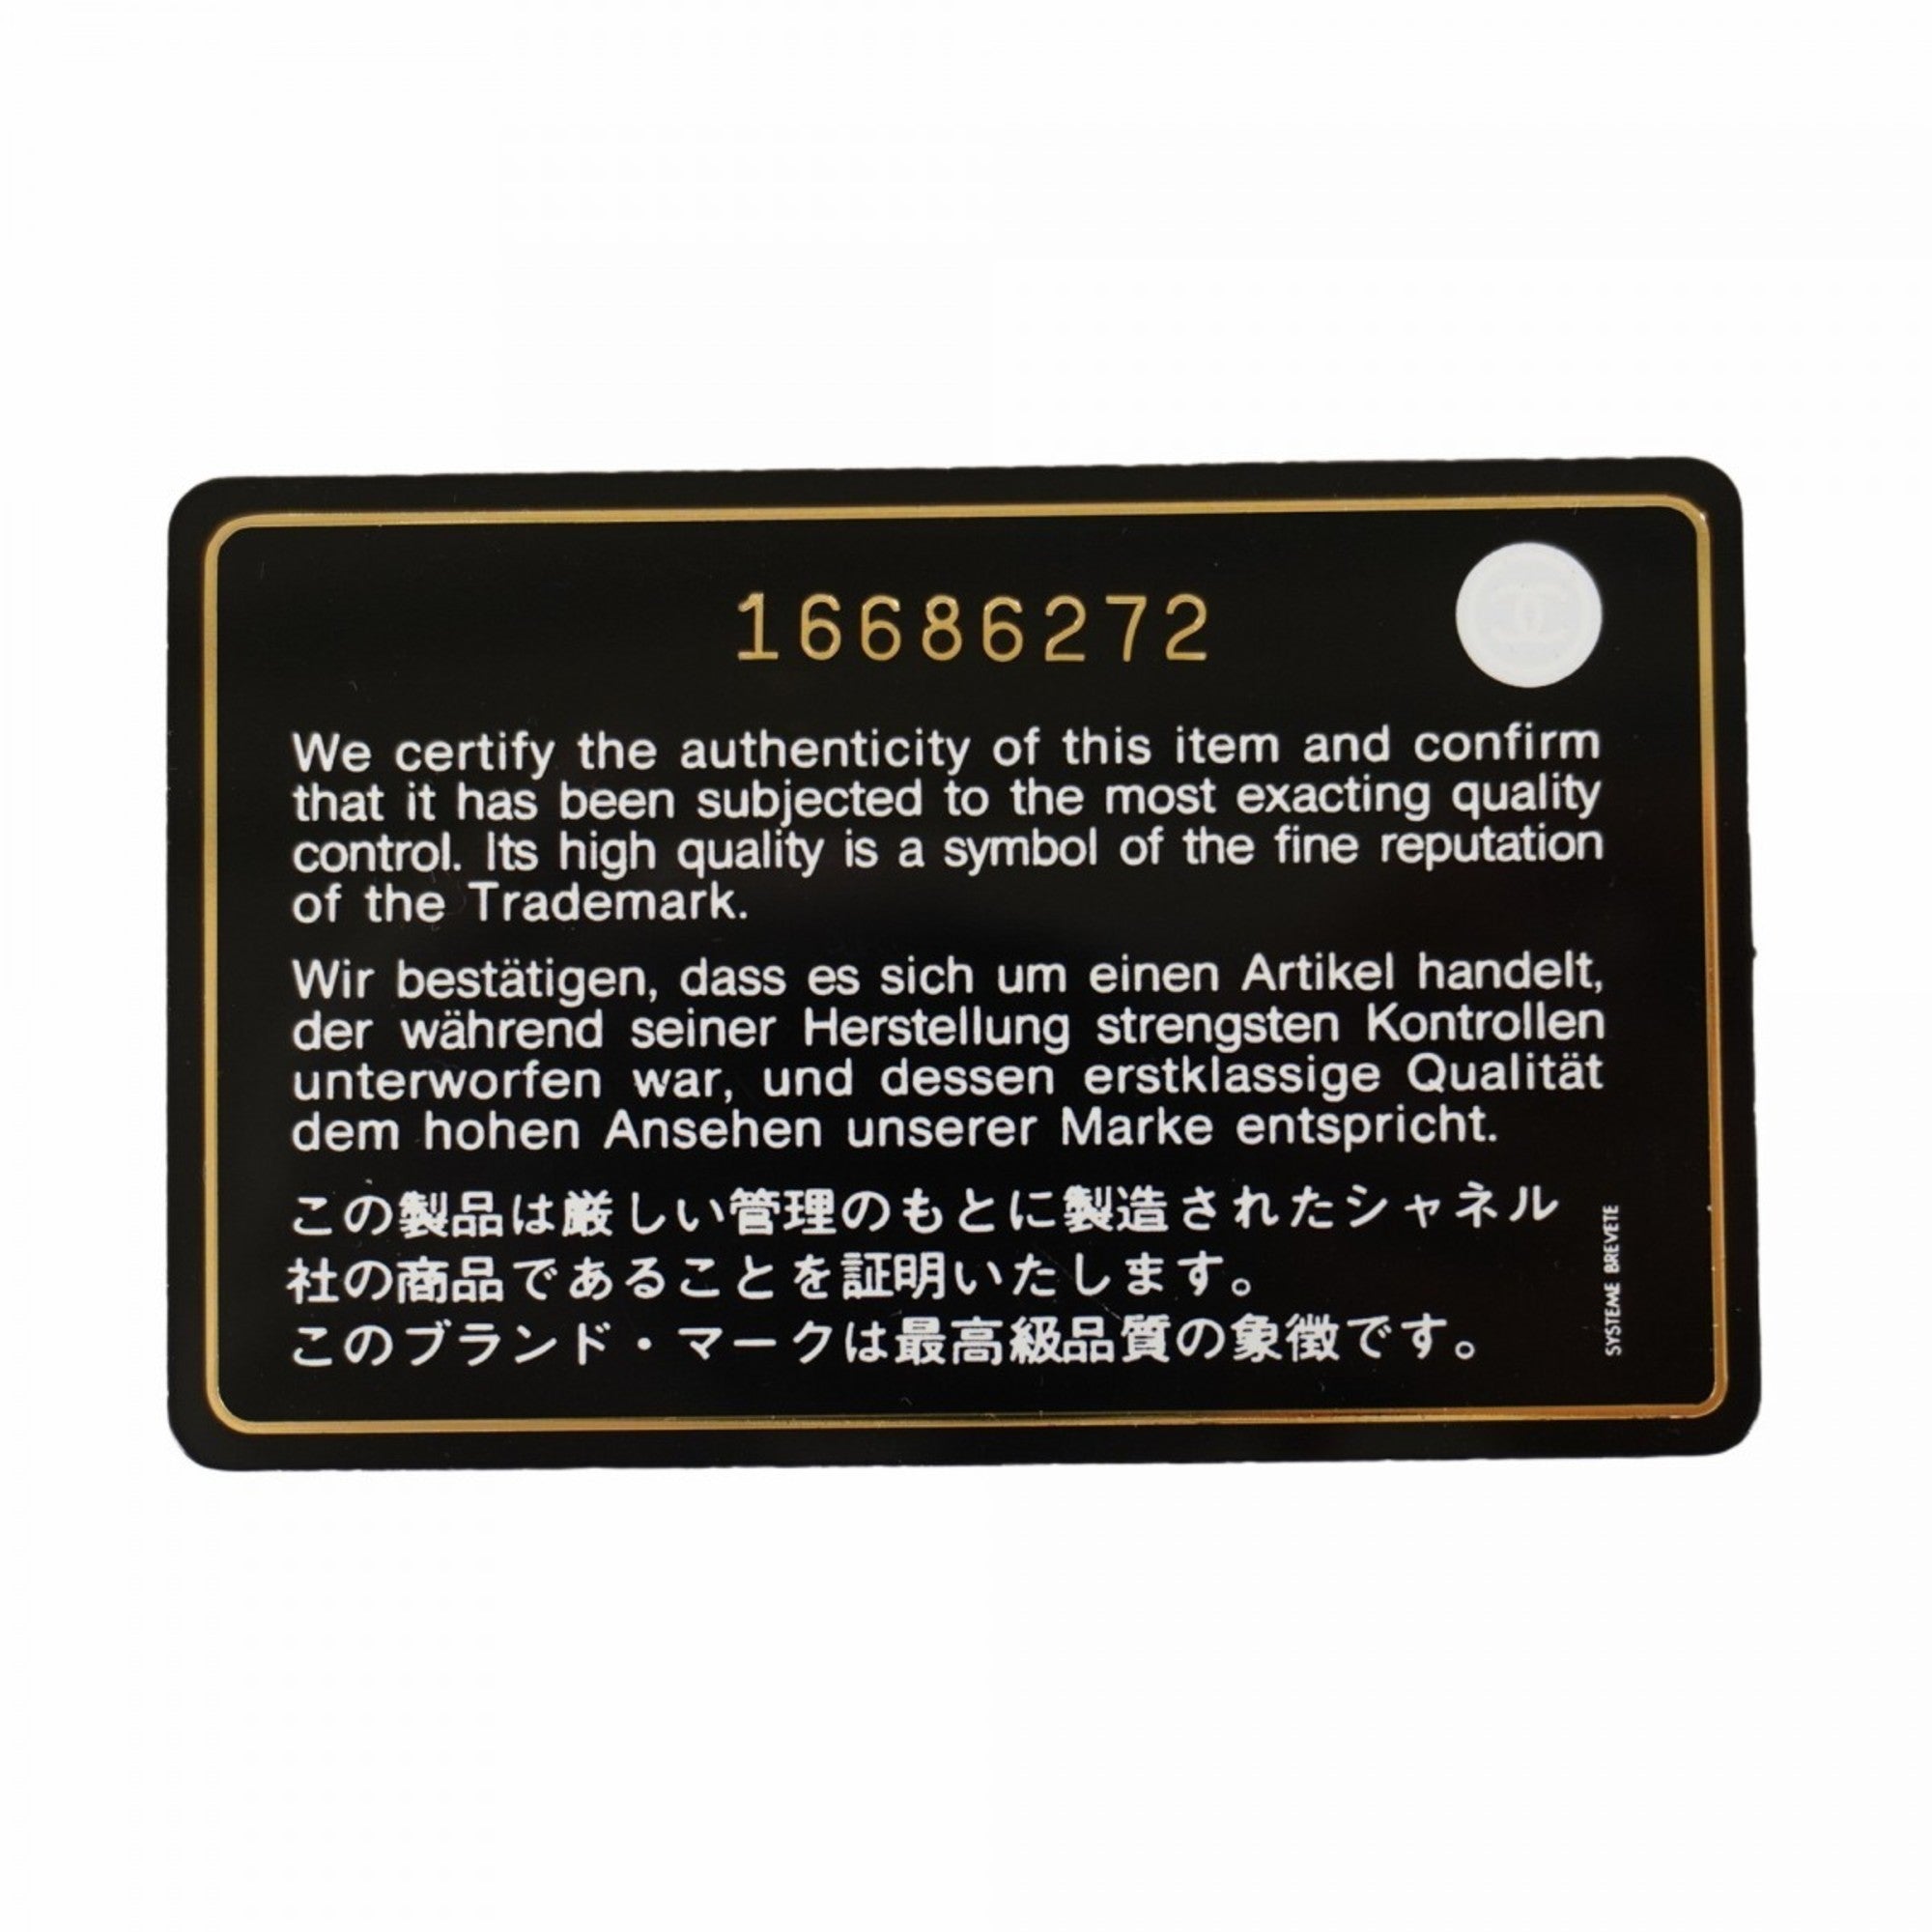 16686272
We certify the authenticity of this item and confirm
that it has been subjected to the most exacting quality
control. Its high quality is a symbol of the fine reputation
of the Trademark.
Wir bestätigen, dass es sich um einen Artikel handelt,
der während seiner Herstellung strengsten Kontrollen
unterworfen war, und dessen erstklassige Qualität
dem hohen Ansehen unserer Marke entspricht.
この製品は厳しい管理のもとに製造されたシャネル
社の商品であることを証明いたします。
このブランド・マークは最高級品質の象徴です。
SYSTEME BREVETE